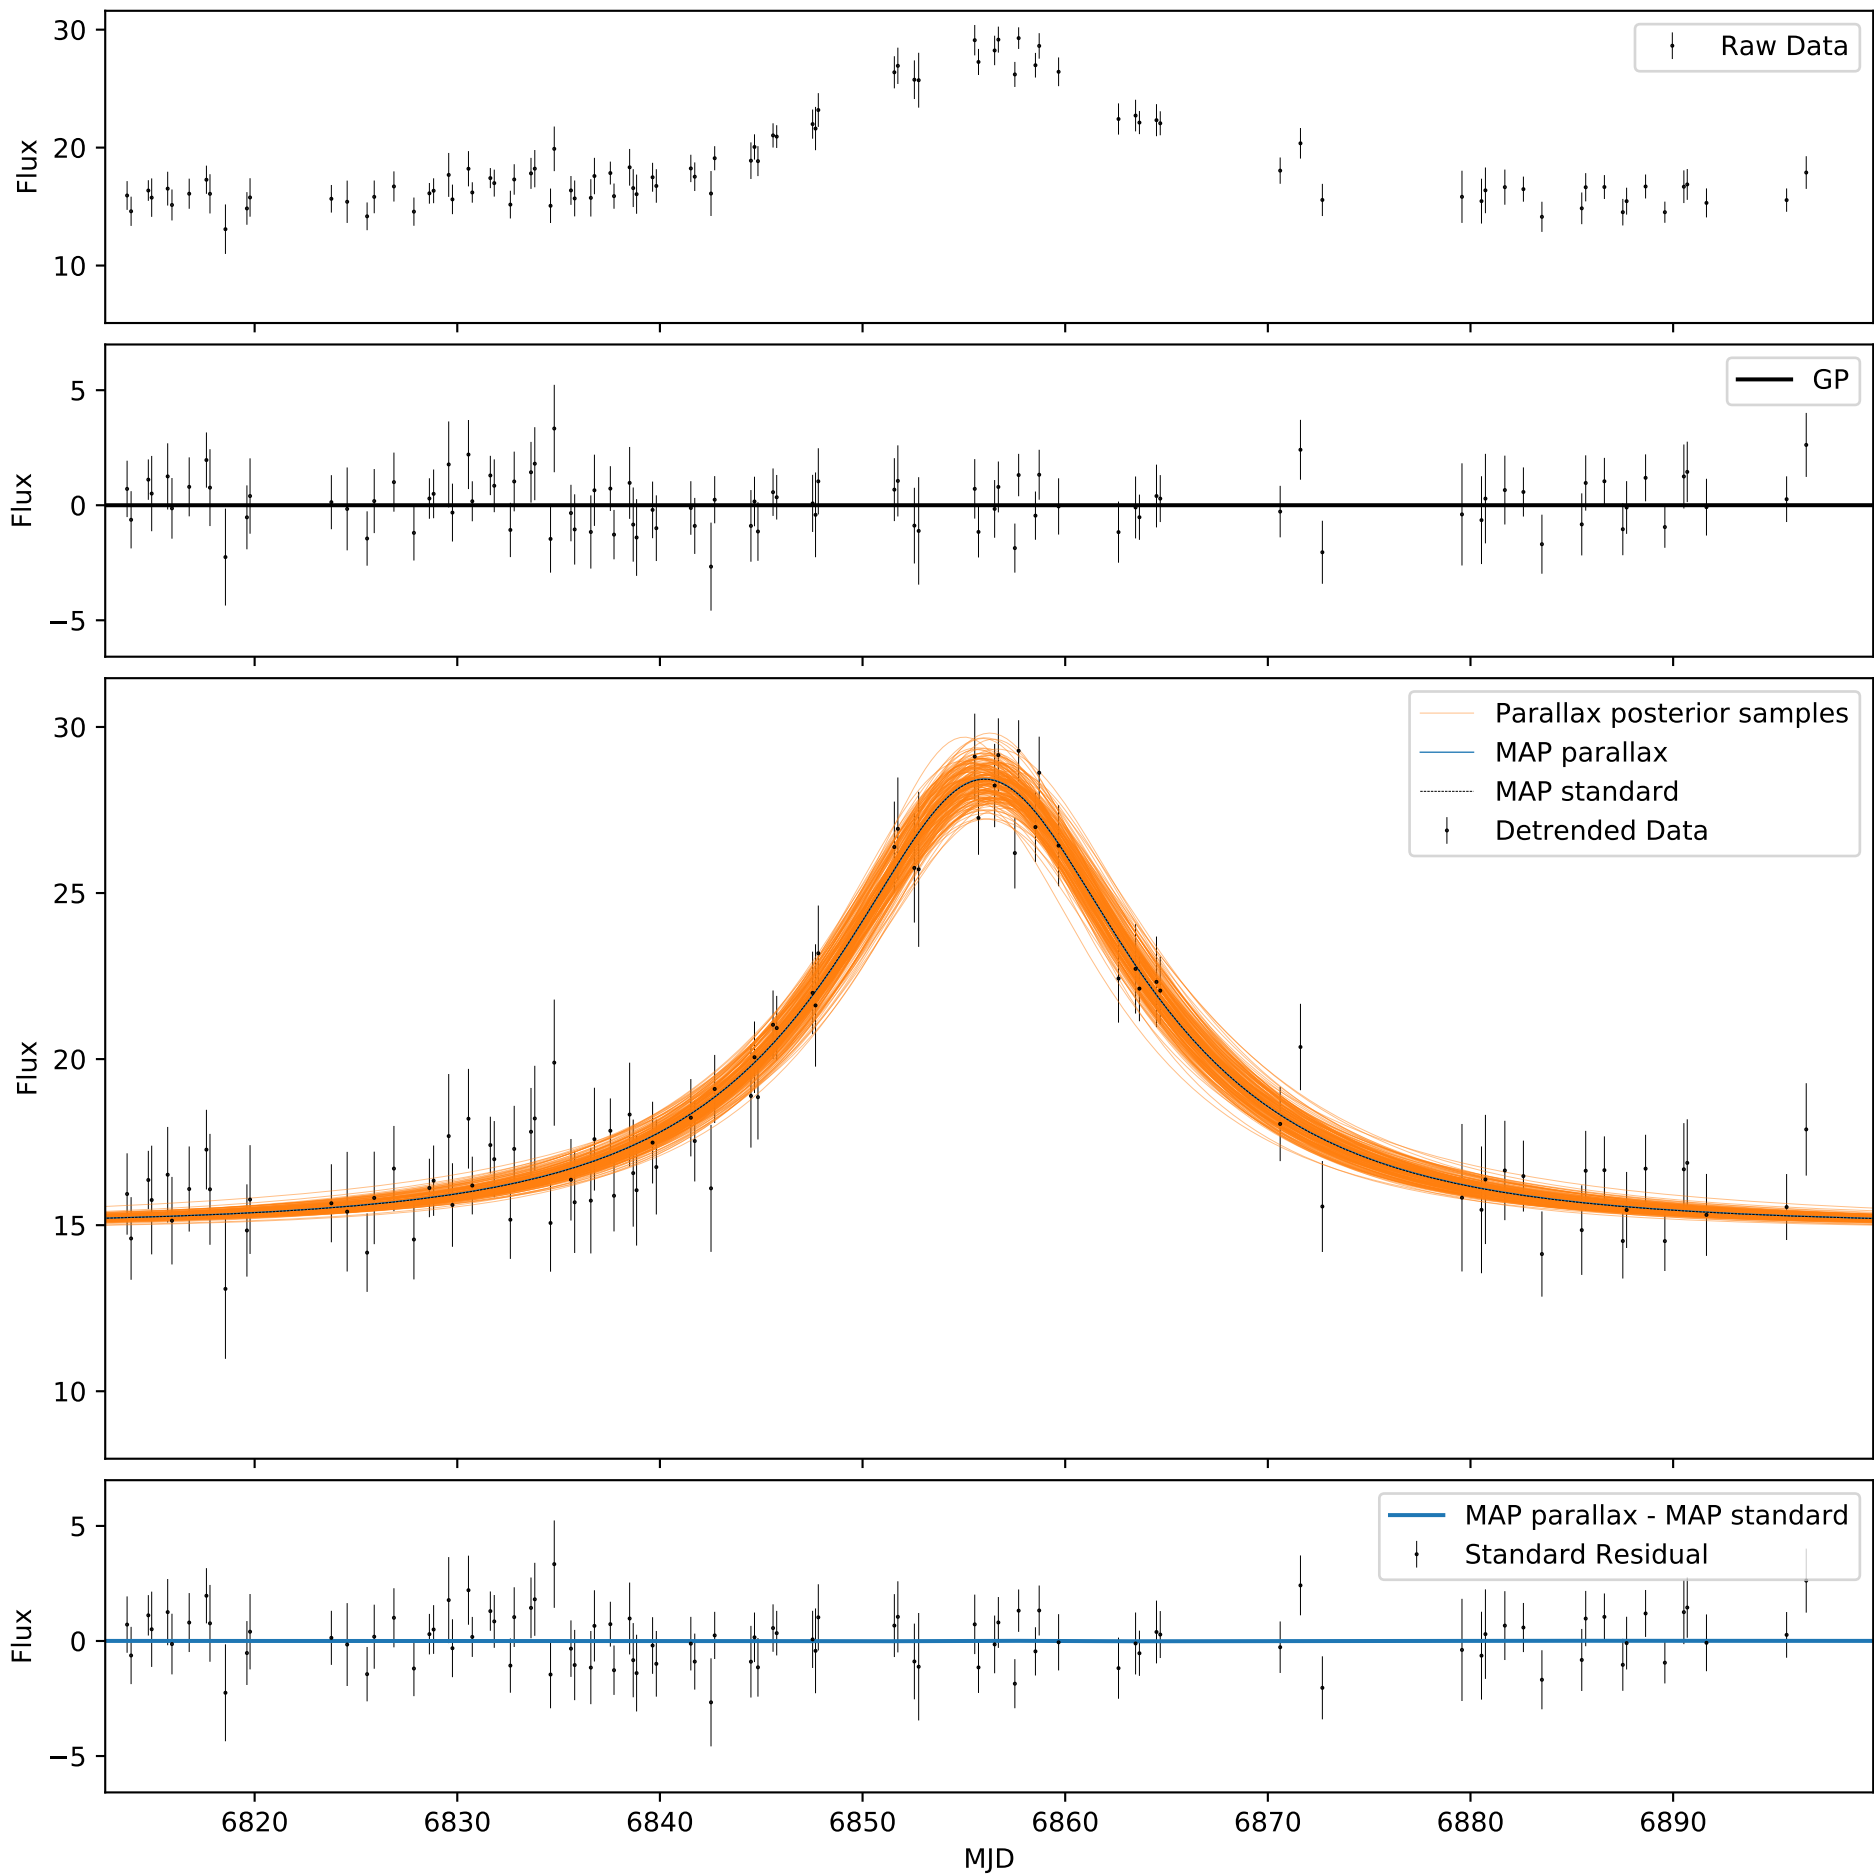 30
20
10
Flux
Raw Data
5
0
−5
Flux
GP
30
25
20
15
10
Flux
Parallax posterior samples
MAP parallax
MAP standard
Detrended Data
5
0
−5
Flux
MAP parallax - MAP standard
Standard Residual
6820 6830 6840 6850 6860 6870 6880 6890
MJD